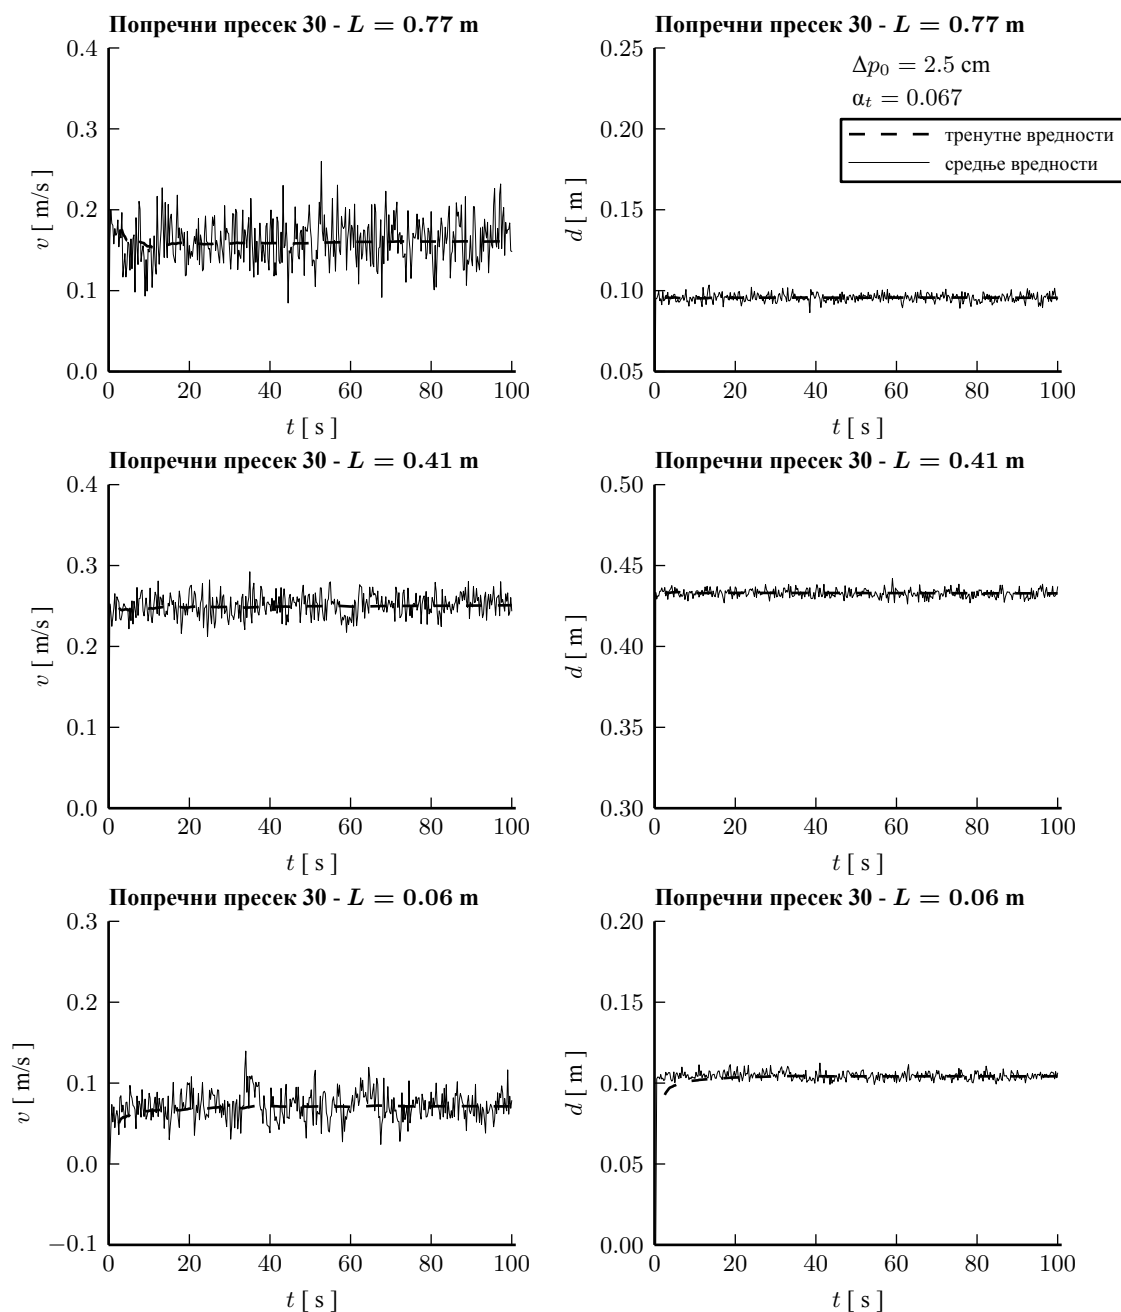 Попречни пресек 30 - L = 0.77 m
0.4
0.3
0.2
0.1
0.0
v [ m/s ]
0 20 40 60 80 100
t [ s ]
Попречни пресек 30 - L = 0.77 m
Δp₀ = 2.5 cm
α_t = 0.067
тренутне вредности
средње вредности
0.25
0.20
0.15
0.10
0.05
d [ m ]
0 20 40 60 80 100
t [ s ]
Попречни пресек 30 - L = 0.41 m
0.4
0.3
0.2
0.1
0.0
v [ m/s ]
0 20 40 60 80 100
t [ s ]
Попречни пресек 30 - L = 0.41 m
0.50
0.45
0.40
0.35
0.30
d [ m ]
0 20 40 60 80 100
t [ s ]
Попречни пресек 30 - L = 0.06 m
0.3
0.2
0.1
0.0
−0.1
v [ m/s ]
0 20 40 60 80 100
t [ s ]
Попречни пресек 30 - L = 0.06 m
0.20
0.15
0.10
0.05
0.00
d [ m ]
0 20 40 60 80 100
t [ s ]